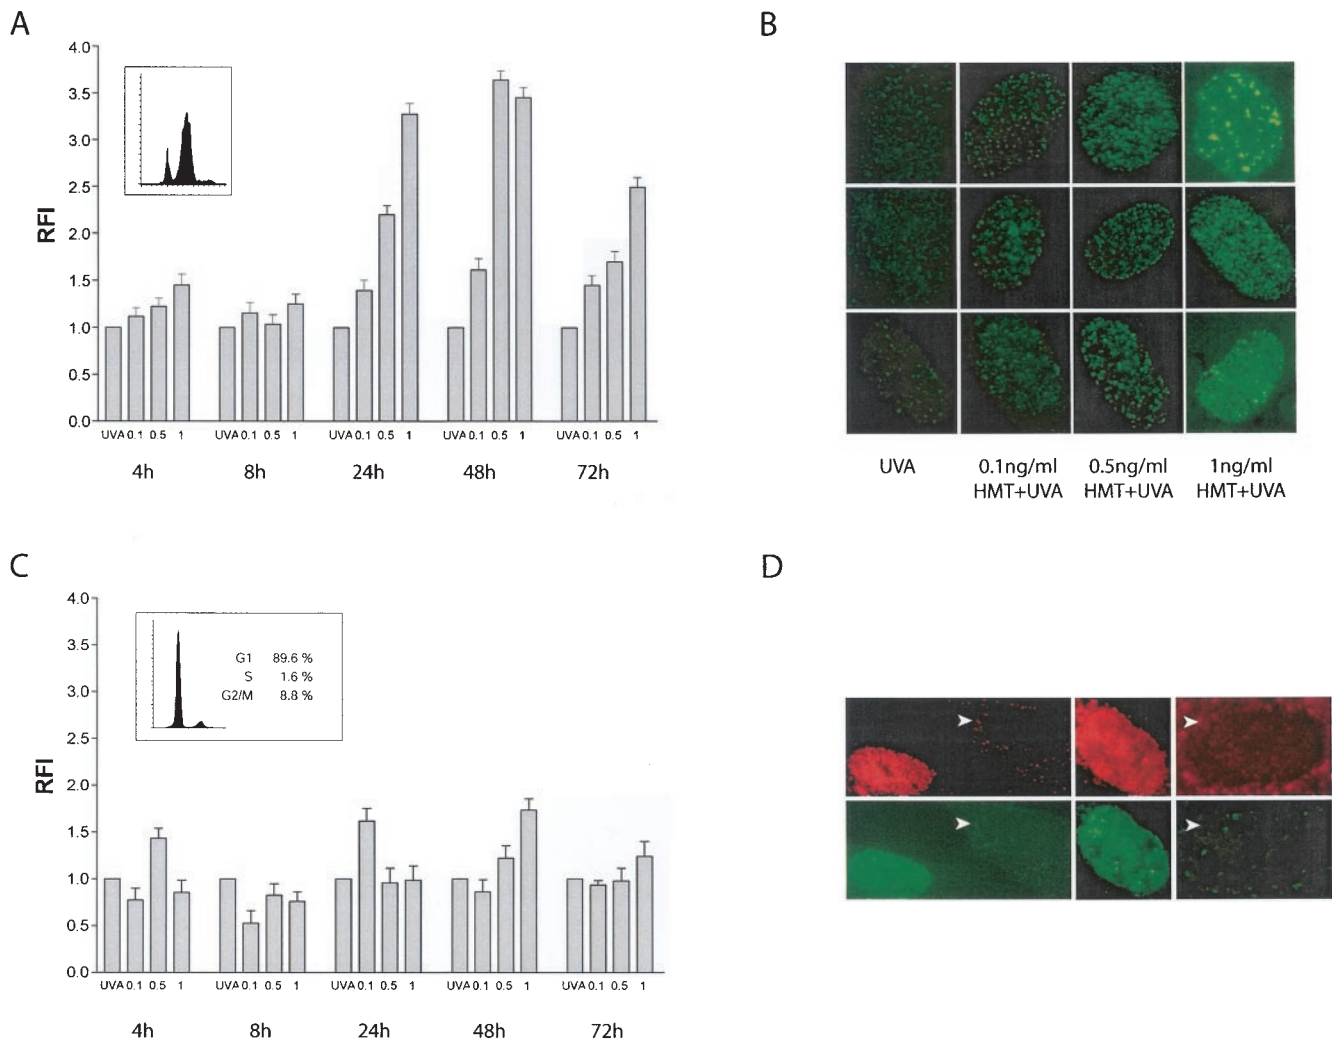 A
4.0
3.5
3.0
2.5
2.0
1.5
1.0
0.5
0.0
RFI
UVA 0.1 0.5 1 UVA 0.1 0.5 1 UVA 0.1 0.5 1 UVA 0.1 0.5 1 UVA 0.1 0.5 1
4h 8h 24h 48h 72h
B
UVA 0.1ng/ml 0.5ng/ml 1ng/ml
HMT+UVA HMT+UVA HMT+UVA
C
4.0
3.5
3.0
2.5
2.0
1.5
1.0
0.5
0.0
RFI
G1 89.6 %
S 1.6 %
G2/M 8.8 %
UVA 0.1 0.5 1 UVA 0.1 0.5 1 UVA 0.1 0.5 1 UVA 0.1 0.5 1 UVA 0.1 0.5 1
4h 8h 24h 48h 72h
D